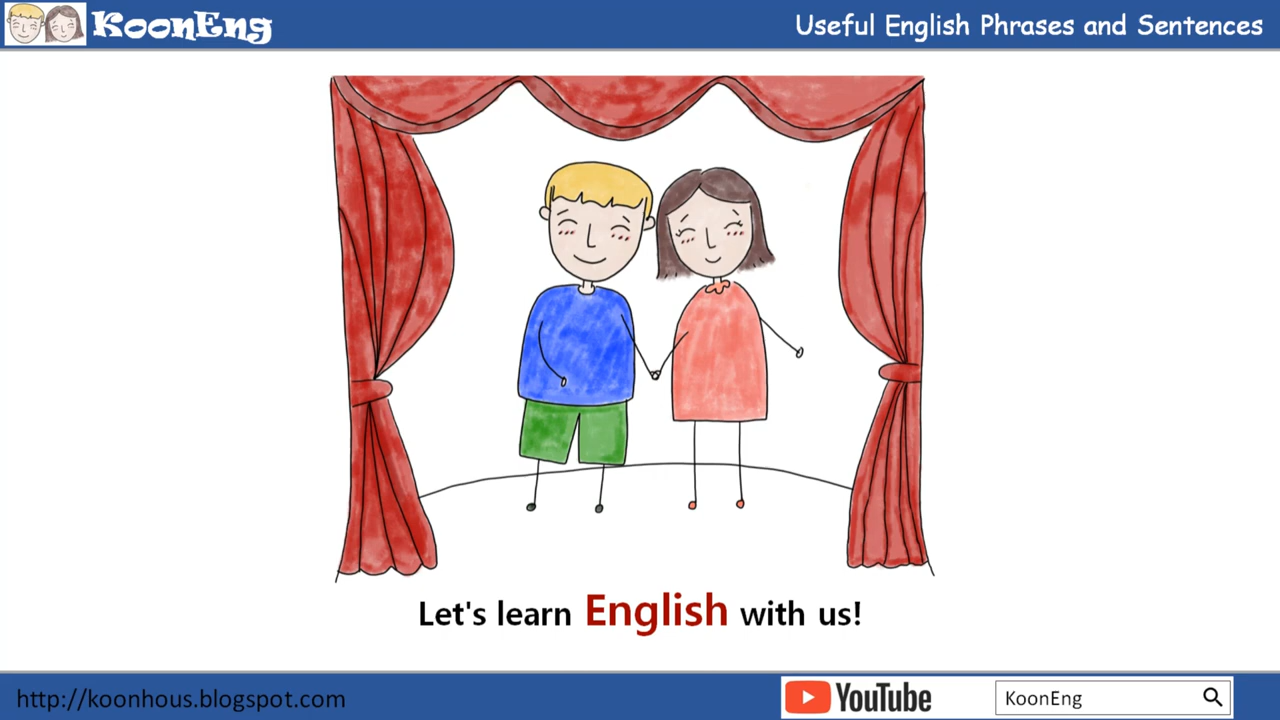 KoonEng
Useful English Phrases and Sentences
Let's learn English with us!
http://koonhous.blogspot.com
YouTube
KoonEng